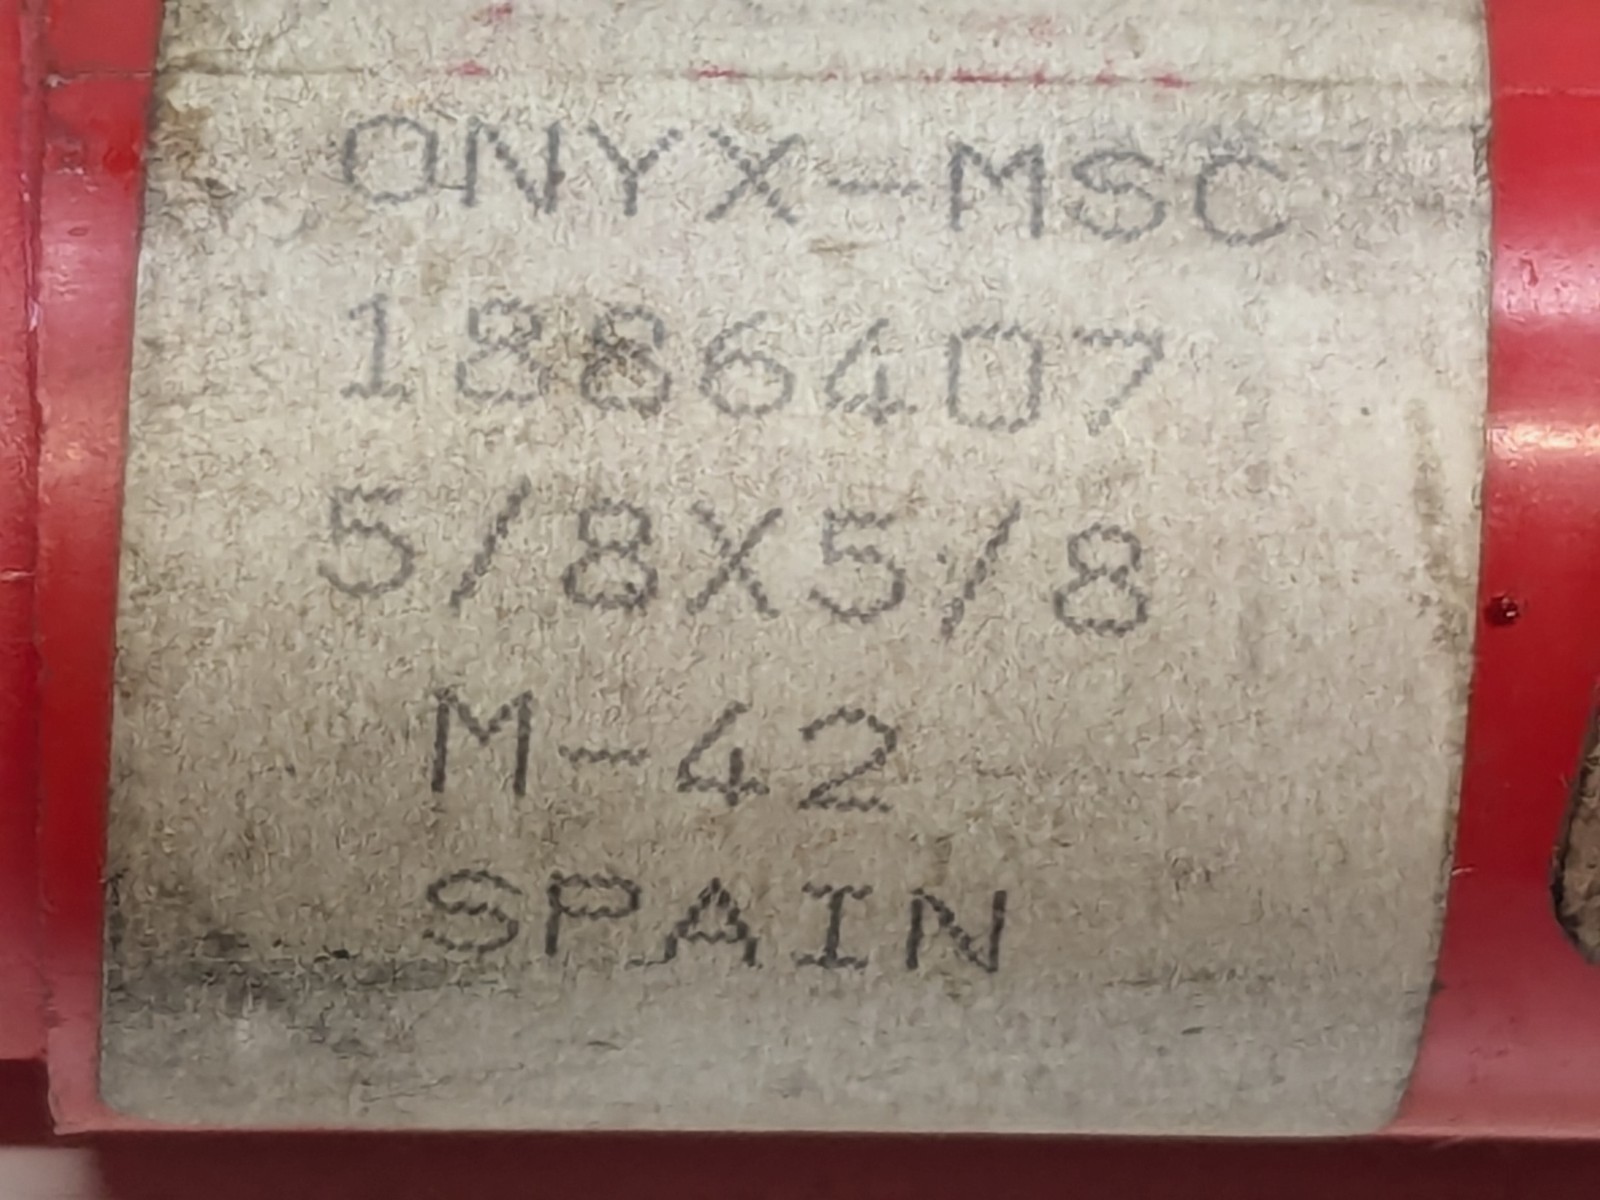 ONYX-MSC
1886407
5/8X5/8
M-42
SPAIN